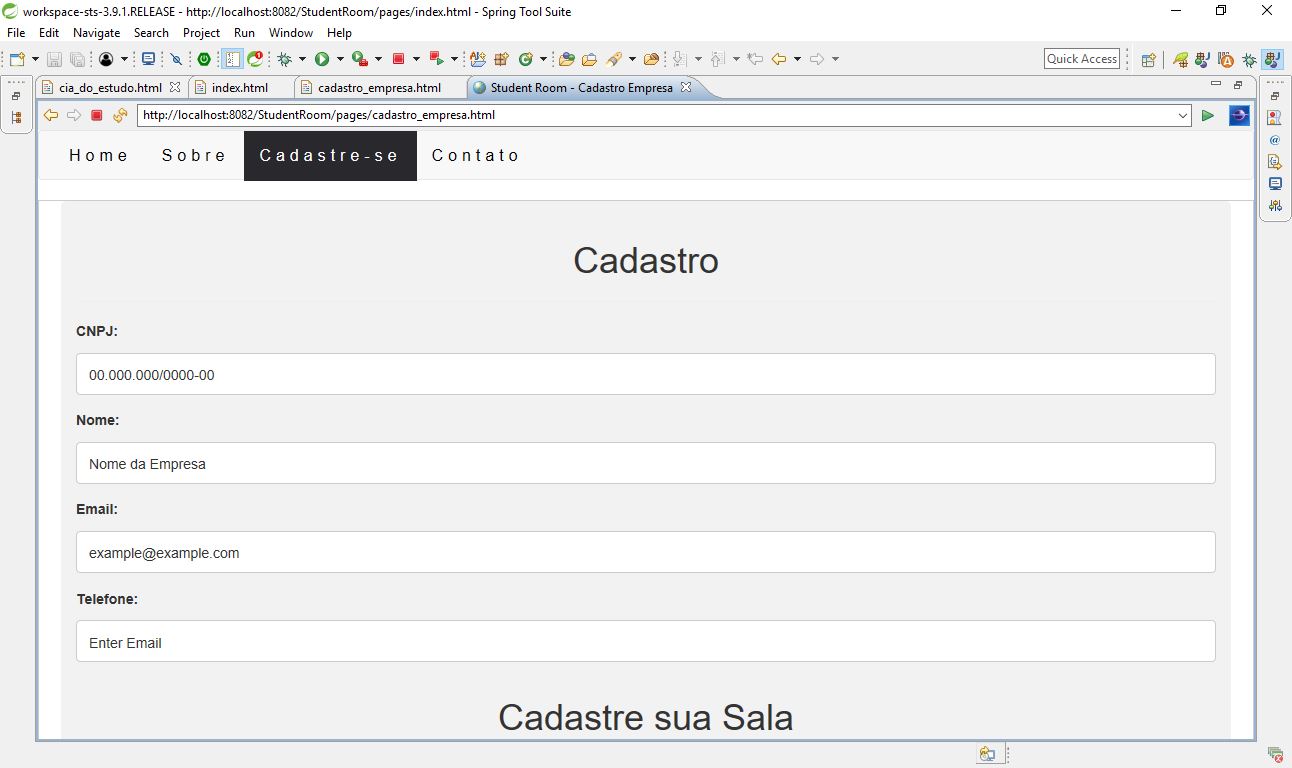 workspace-sts-3.9.1.RELEASE - http://localhost:8082/StudentRoom/pages/index.html - Spring Tool Suite
File Edit Navigate Search Project Run Window Help
Quick Access
cia_do_estudo.html index.html cadastro_empresa.html Student Room - Cadastro Empresa
http://localhost:8082/StudentRoom/pages/cadastro_empresa.html
Home Sobre Cadastre-se Contato
Cadastro
CNPJ:
00.000.000/0000-00
Nome:
Nome da Empresa
Email:
example@example.com
Telefone:
Enter Email
Cadastre sua Sala